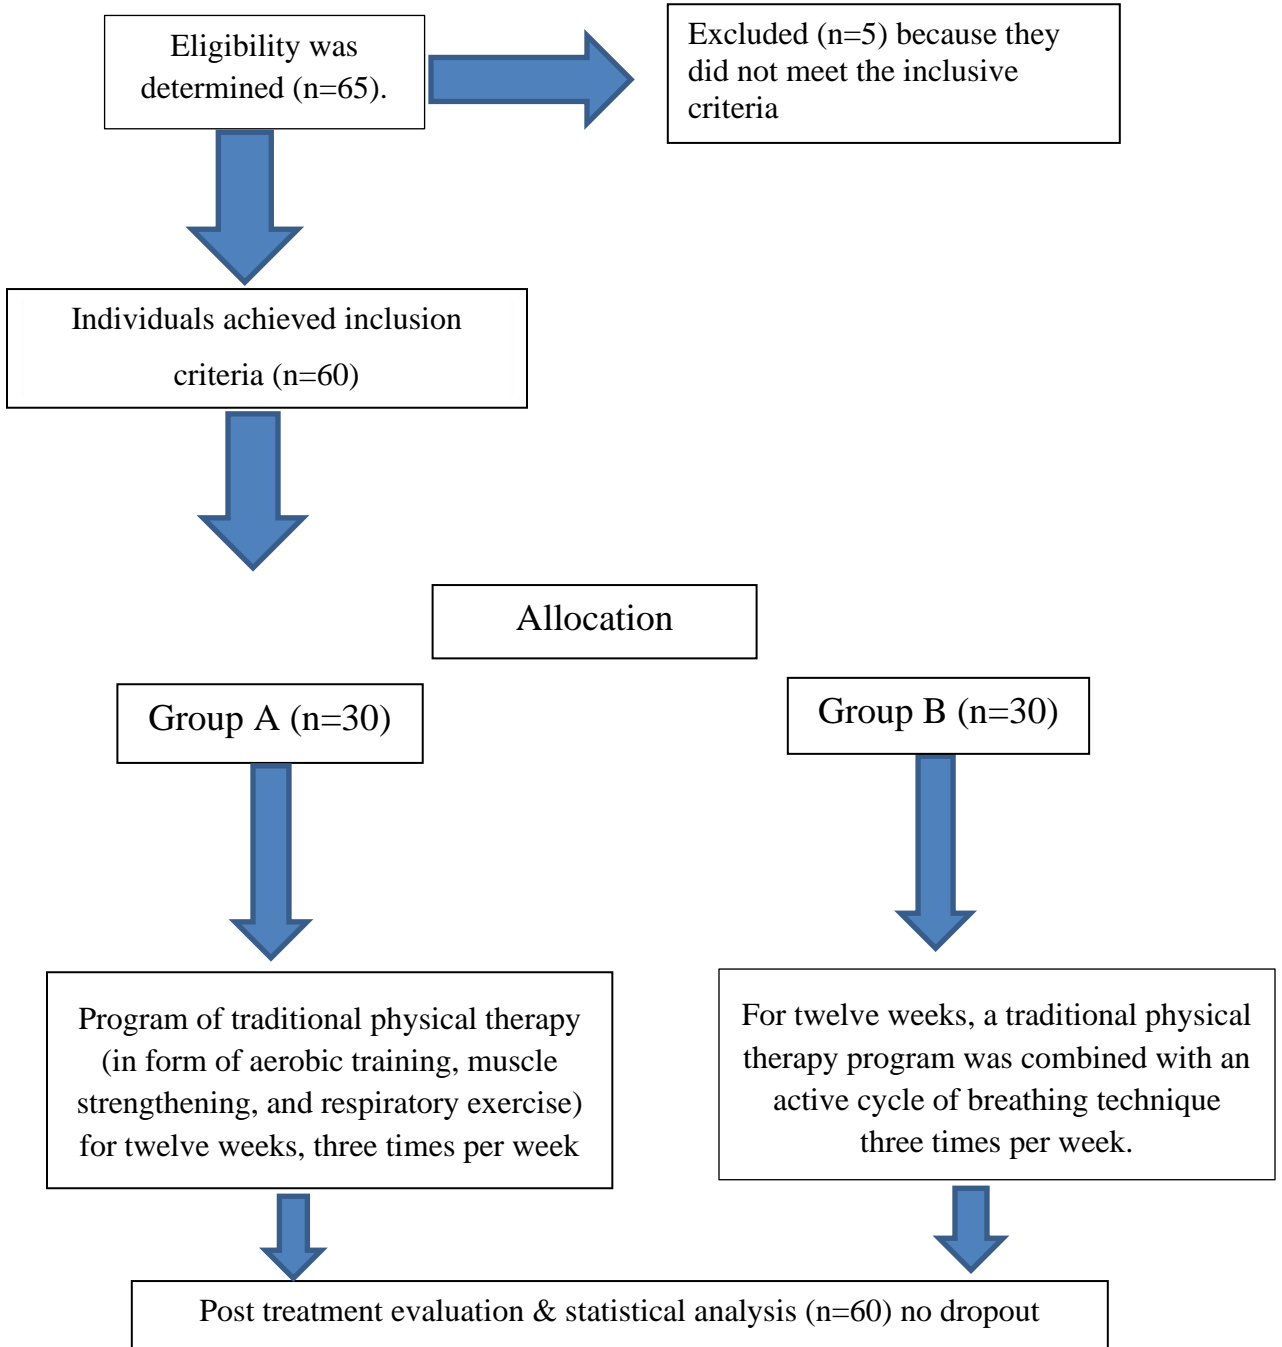 Eligibility was
determined (n=65).
Excluded (n=5) because they
did not meet the inclusive
criteria
Individuals achieved inclusion
criteria (n=60)
Allocation
Group A (n=30)
Group B (n=30)
Program of traditional physical therapy
(in form of aerobic training, muscle
strengthening, and respiratory exercise)
for twelve weeks, three times per week
For twelve weeks, a traditional physical
therapy program was combined with an
active cycle of breathing technique
three times per week.
Post treatment evaluation & statistical analysis (n=60) no dropout